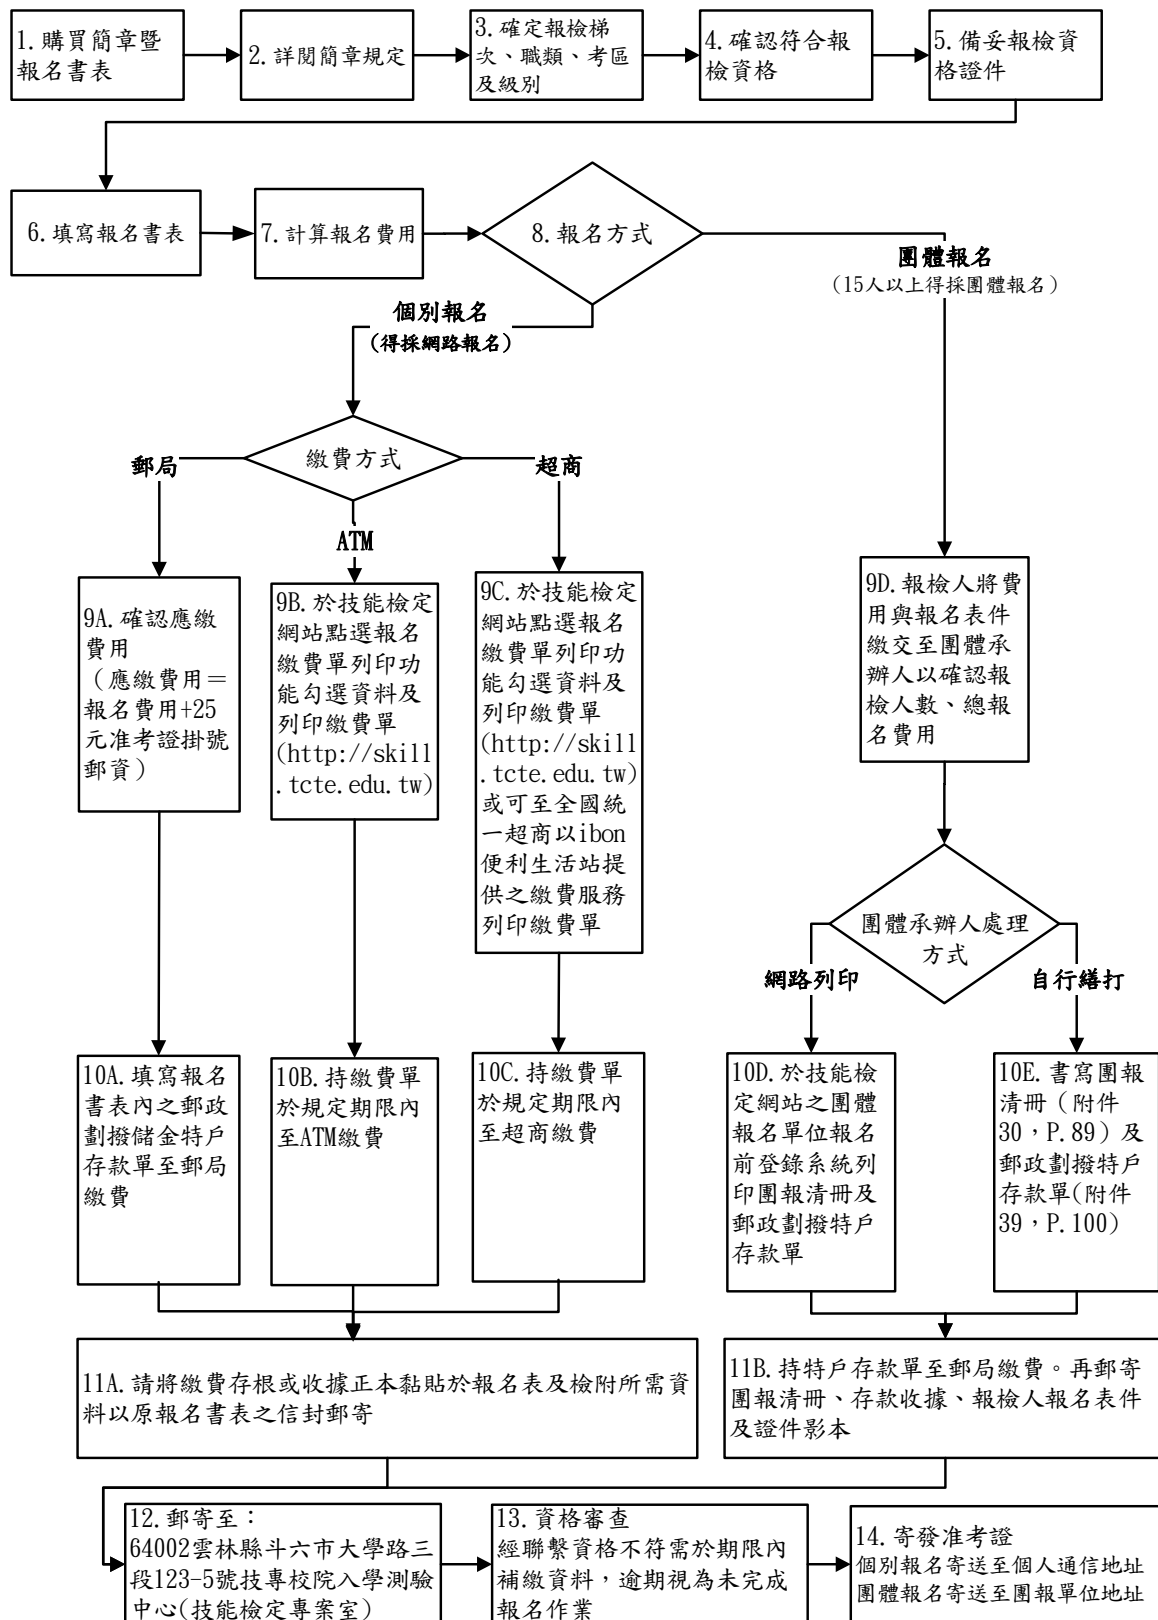 1.購買簡章暨
報名書表
2.詳閱簡章規定
3.確定報檢梯
次、職類、考區
及級別
4.確認符合報
檢資格
5.備妥報檢資
格證件
6.填寫報名書表
7.計算報名費用
8.報名方式
團體報名
（15人以上得採團體報名）
個別報名
(得採網路報名)
繳費方式
郵局
超商
ATM
9A.確認應繳
費用
（應繳費用＝
報名費用+25
元准考證掛號
郵資）
9B.於技能檢定
網站點選報名
繳費單列印功
能勾選資料及
列印繳費單
(http://skill
.tcte.edu.tw)
9C.於技能檢定
網站點選報名
繳費單列印功
能勾選資料及
列印繳費單
(http://skill
.tcte.edu.tw)
或可至全國統
一超商以ibon
便利生活站提
供之繳費服務
列印繳費單
9D.報檢人將費
用與報名表件
繳交至團體承
辦人以確認報
檢人數、總報
名費用
團體承辦人處理
方式
網路列印
自行繕打
10A.填寫報名
書表內之郵政
劃撥儲金特戶
存款單至郵局
繳費
10B.持繳費單
於規定期限內
至ATM繳費
10C.持繳費單
於規定期限內
至超商繳費
10D.於技能檢
定網站之團體
報名單位報名
前登錄系統列
印團報清冊及
郵政劃撥特戶
存款單
10E.書寫團報
清冊（附件
30，P.89）及
郵政劃撥特戶
存款單(附件
39，P.100)
11A.請將繳費存根或收據正本黏貼於報名表及檢附所需資
料以原報名書表之信封郵寄
11B.持特戶存款單至郵局繳費。再郵寄
團報清冊、存款收據、報檢人報名表件
及證件影本
12.郵寄至：
64002雲林縣斗六市大學路三
段123-5號技專校院入學測驗
中心(技能檢定專案室)
13.資格審查
經聯繫資格不符需於期限內
補繳資料，逾期視為未完成
報名作業
14.寄發准考證
個別報名寄送至個人通信地址
團體報名寄送至團報單位地址